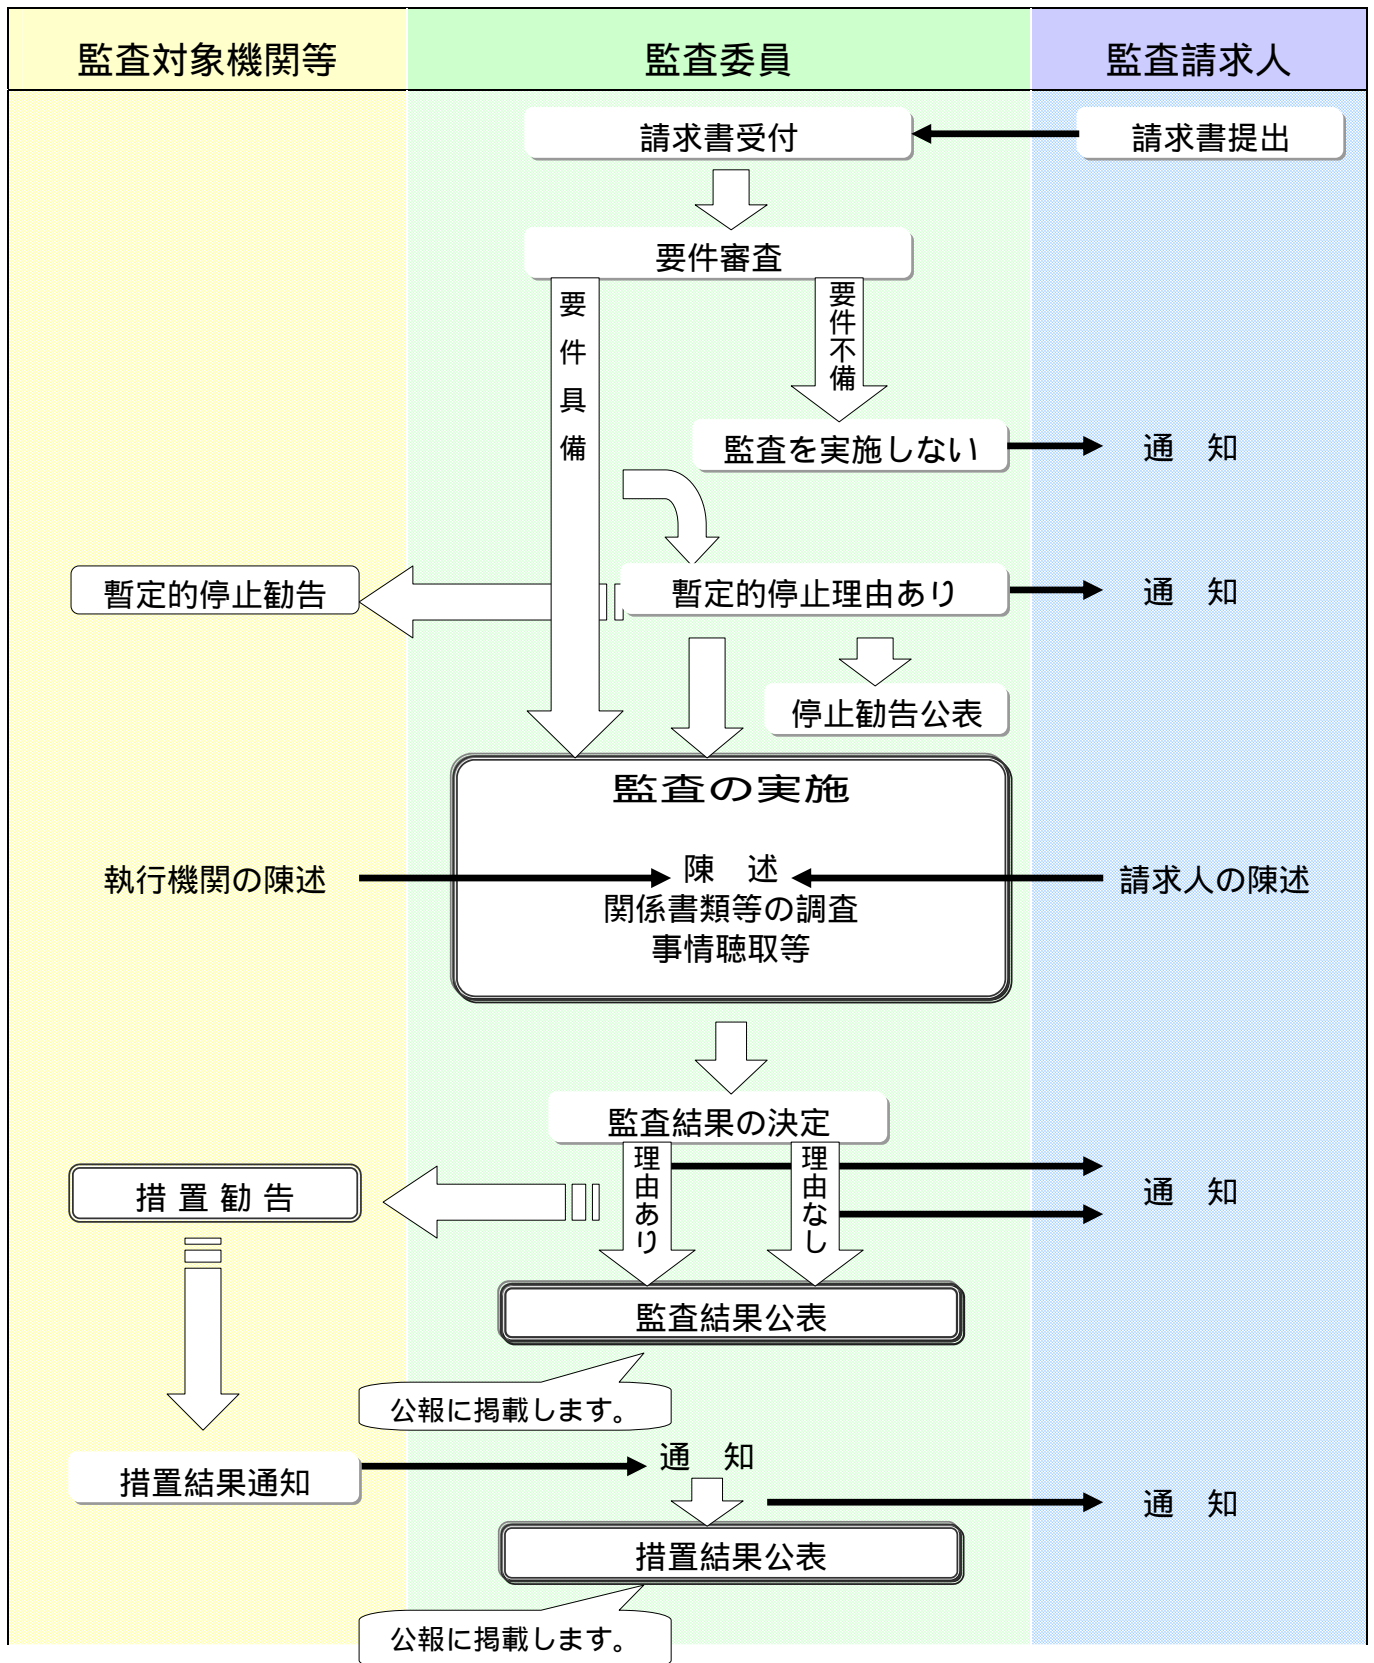 監査対象機関等
監査委員
監査請求人
請求書受付
請求書提出
要件審査
要件具備
要件不備
監査を実施しない
通 知
暫定的停止勧告
暫定的停止理由あり
通 知
停止勧告公表
監査の実施
執行機関の陳述
陳 述
請求人の陳述
関係書類等の調査
事情聴取等
監査結果の決定
理由あり
理由なし
措置勧告
通 知
監査結果公表
公報に掲載します。
通 知
措置結果通知
通 知
措置結果公表
公報に掲載します。